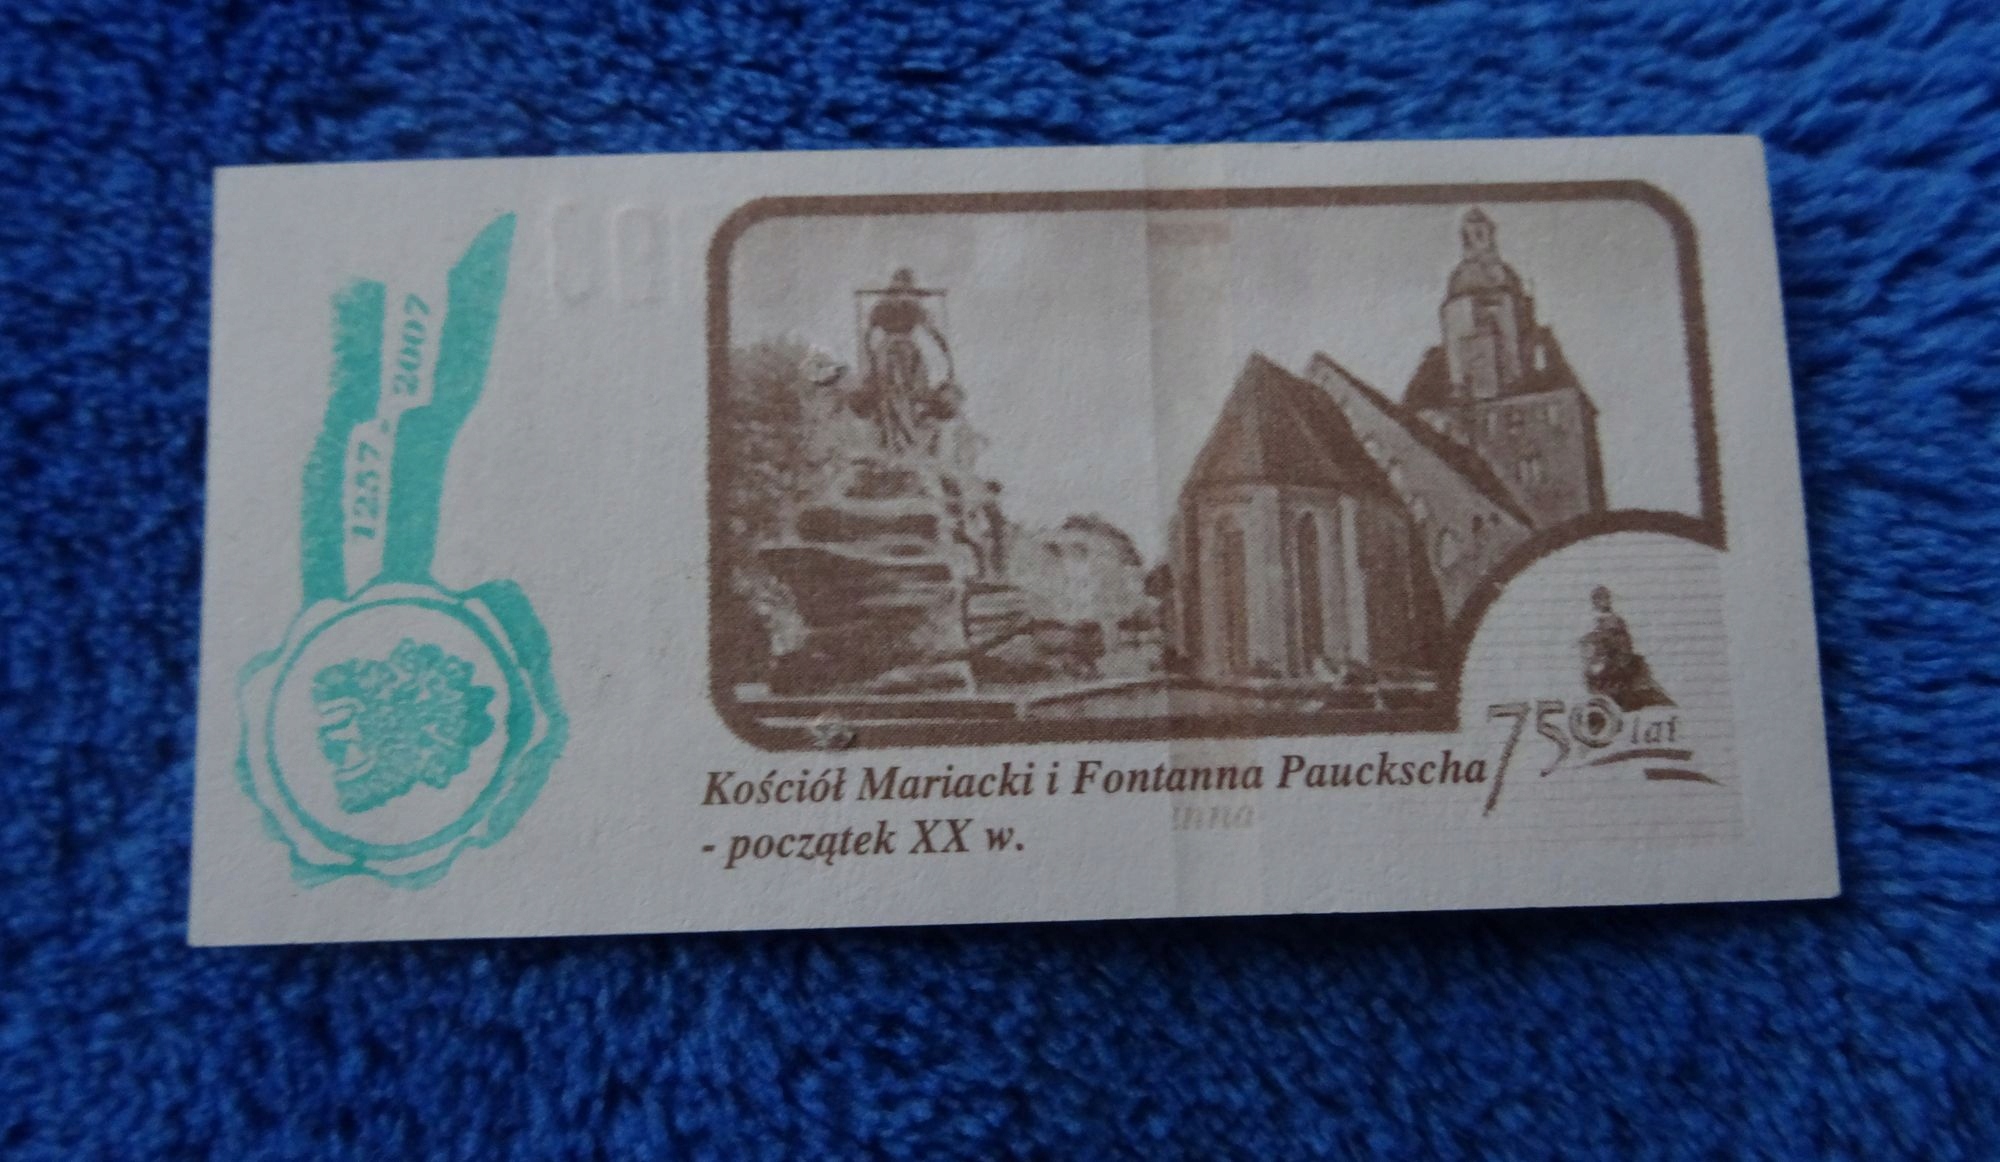 1257 - 2007
Kościół Mariacki i Fontanna Pauckscha
- początek XX w.
750 lat